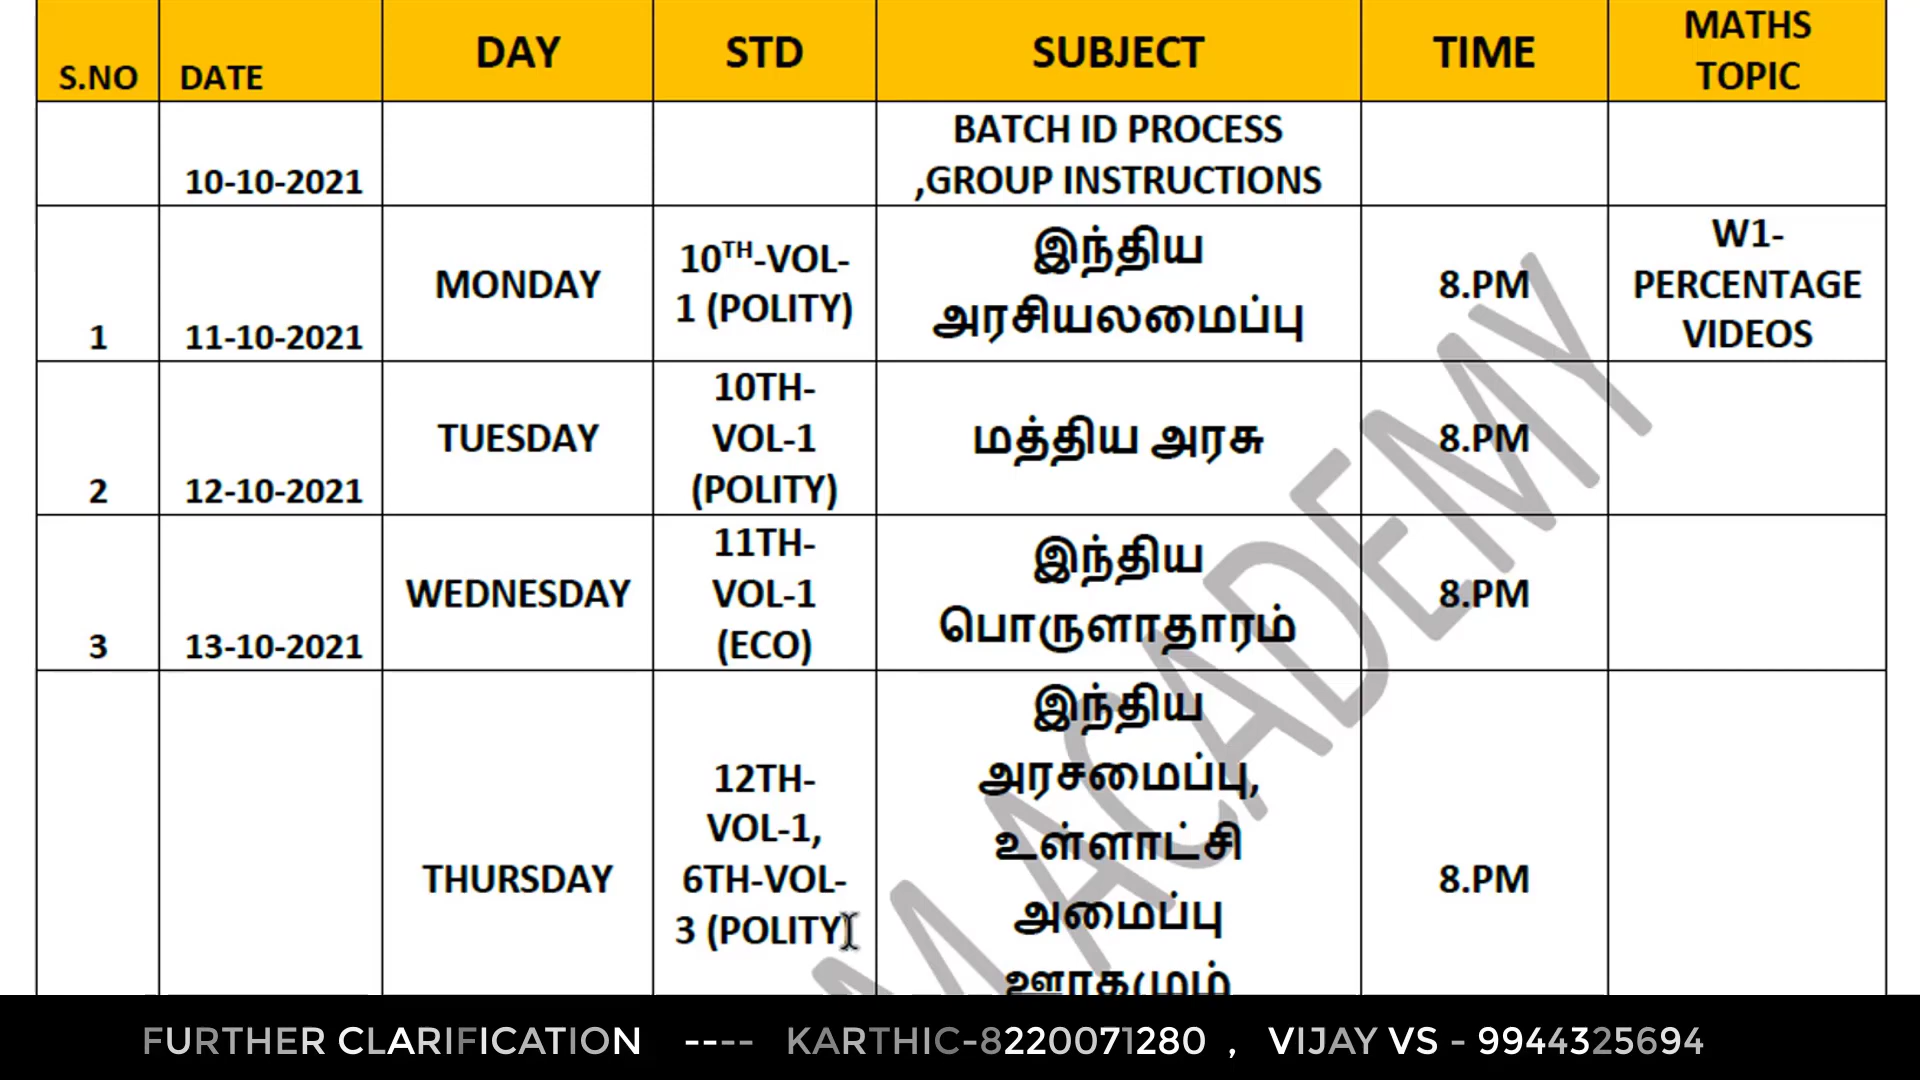 S.NO DATE DAY STD SUBJECT TIME MATHS
TOPIC
10-10-2021 BATCH ID PROCESS
,GROUP INSTRUCTIONS
1 11-10-2021 MONDAY 10TH-VOL-
1 (POLITY) இந்திய
அரசியலமைப்பு 8.PM W1-
PERCENTAGE
VIDEOS
2 12-10-2021 TUESDAY 10TH-
VOL-1
(POLITY) மத்திய அரசு 8.PM
3 13-10-2021 WEDNESDAY 11TH-
VOL-1
(ECO) இந்திய
பொருளாதாரம் 8.PM
THURSDAY 12TH-
VOL-1,
6TH-VOL-
3 (POLITY) இந்திய
அரசமைப்பு,
உள்ளாட்சி
அமைப்பு
ஊரகமும் 8.PM
M ACADEMY
FURTHER CLARIFICATION ---- KARTHIC-8220071280 , VIJAY VS - 9944325694